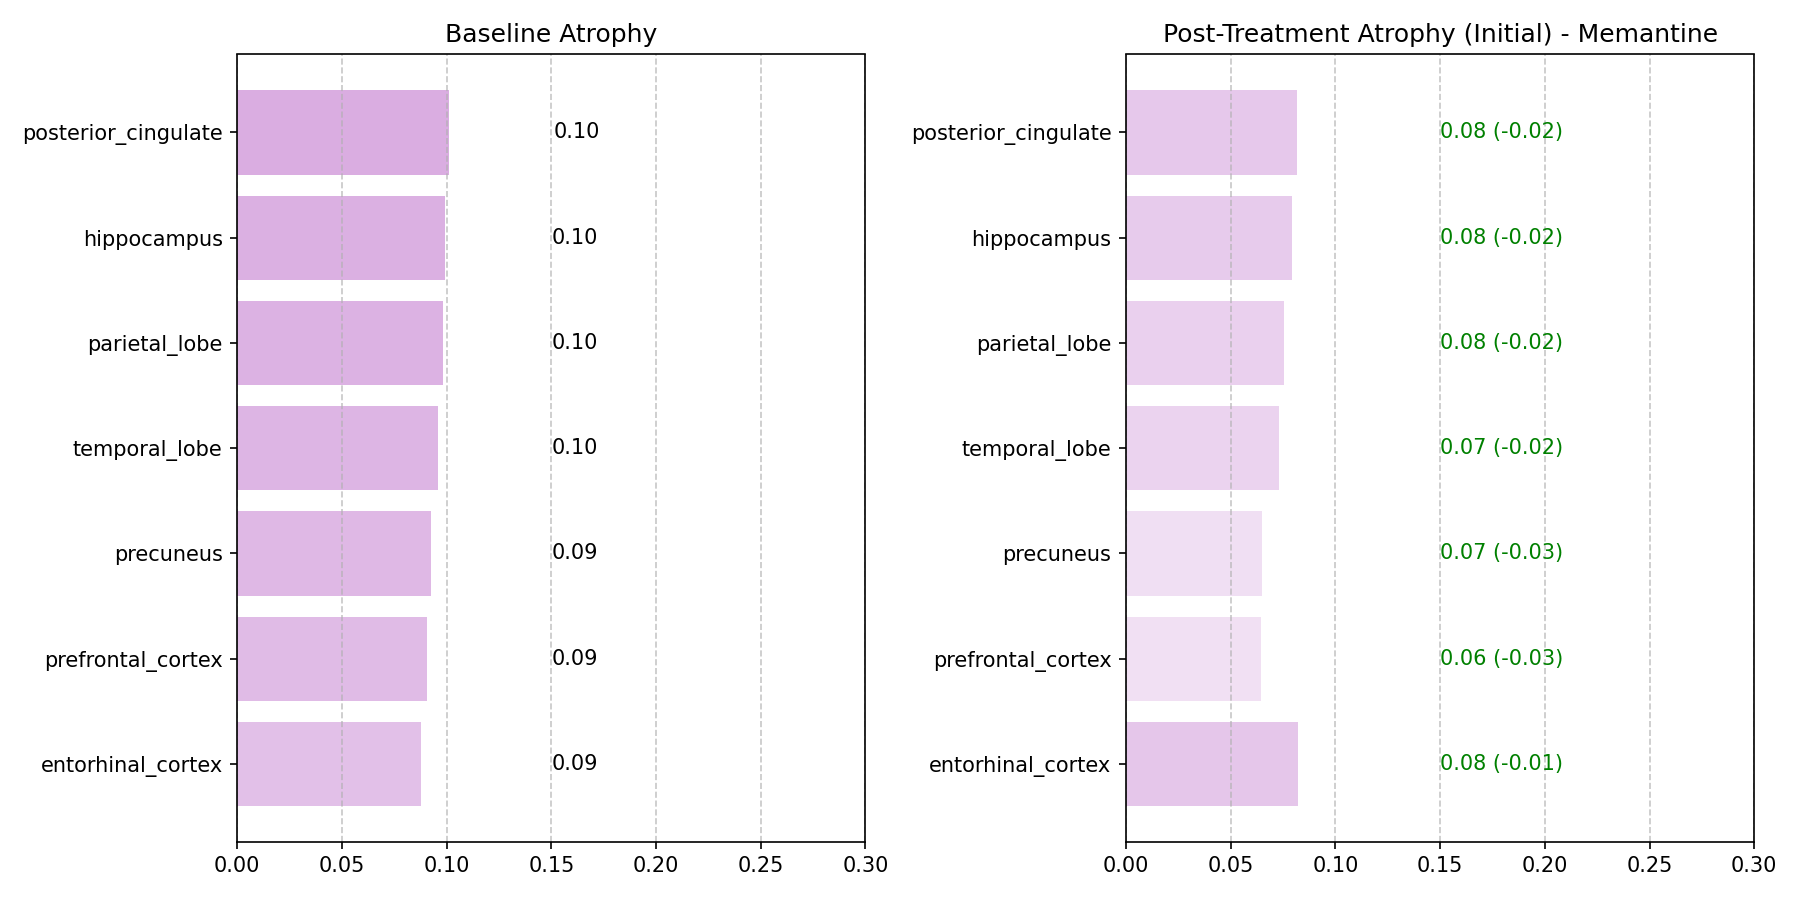 Baseline Atrophy
posterior_cingulate 0.10
hippocampus 0.10
parietal_lobe 0.10
temporal_lobe 0.10
precuneus 0.09
prefrontal_cortex 0.09
entorhinal_cortex 0.09
0.00 0.05 0.10 0.15 0.20 0.25 0.30
Post-Treatment Atrophy (Initial) - Memantine
posterior_cingulate 0.08 (-0.02)
hippocampus 0.08 (-0.02)
parietal_lobe 0.08 (-0.02)
temporal_lobe 0.07 (-0.02)
precuneus 0.07 (-0.03)
prefrontal_cortex 0.06 (-0.03)
entorhinal_cortex 0.08 (-0.01)
0.00 0.05 0.10 0.15 0.20 0.25 0.30